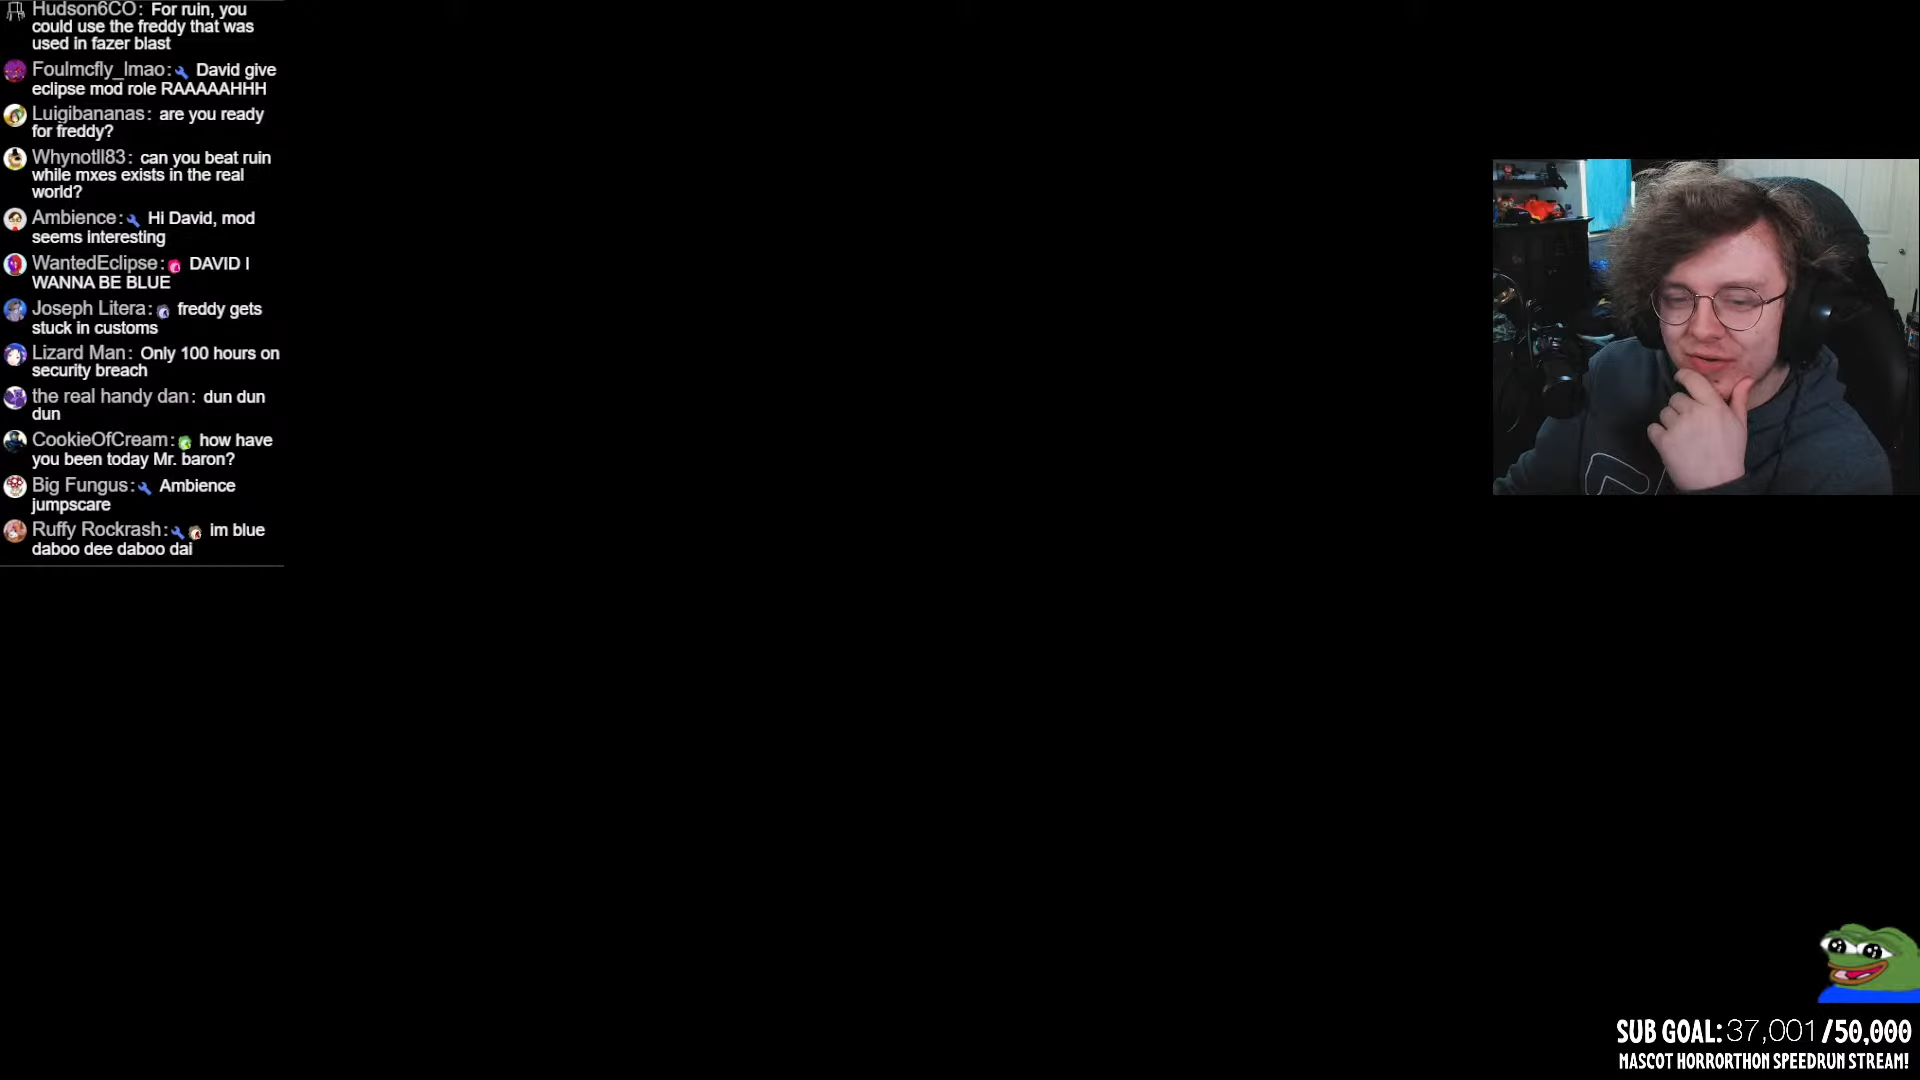 Hudson6CO: For ruin, you
could use the freddy that was
used in fazer blast
Foulmcfly_lmao: David give
eclipse mod role RAAAAAHHH
Luigibananas: are you ready
for freddy?
Whynotll83: can you beat ruin
while mxes exists in the real
world?
Ambience: Hi David, mod
seems interesting
WantedEclipse: DAVID I
WANNA BE BLUE
Joseph Litera: freddy gets
stuck in customs
Lizard Man: Only 100 hours on
security breach
the real handy dan: dun dun
dun
CookieOfCream: how have
you been today Mr. baron?
Big Fungus: Ambience
jumpscare
Ruffy Rockrash: im blue
daboo dee daboo dai
SUB GOAL: 37,001/50,000
MASCOT HORRORTHON SPEEDRUN STREAM!